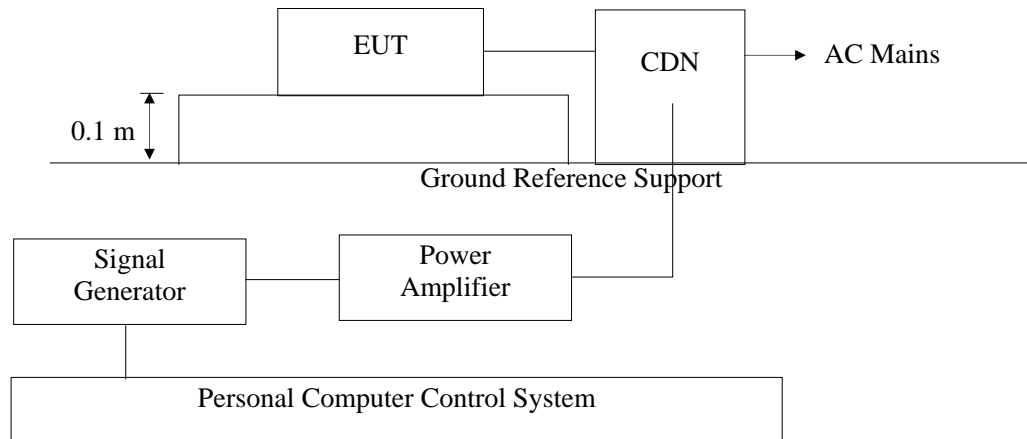 EUT
CDN
AC Mains
0.1 m
Ground Reference Support
Signal
Generator
Power
Amplifier
Personal Computer Control System